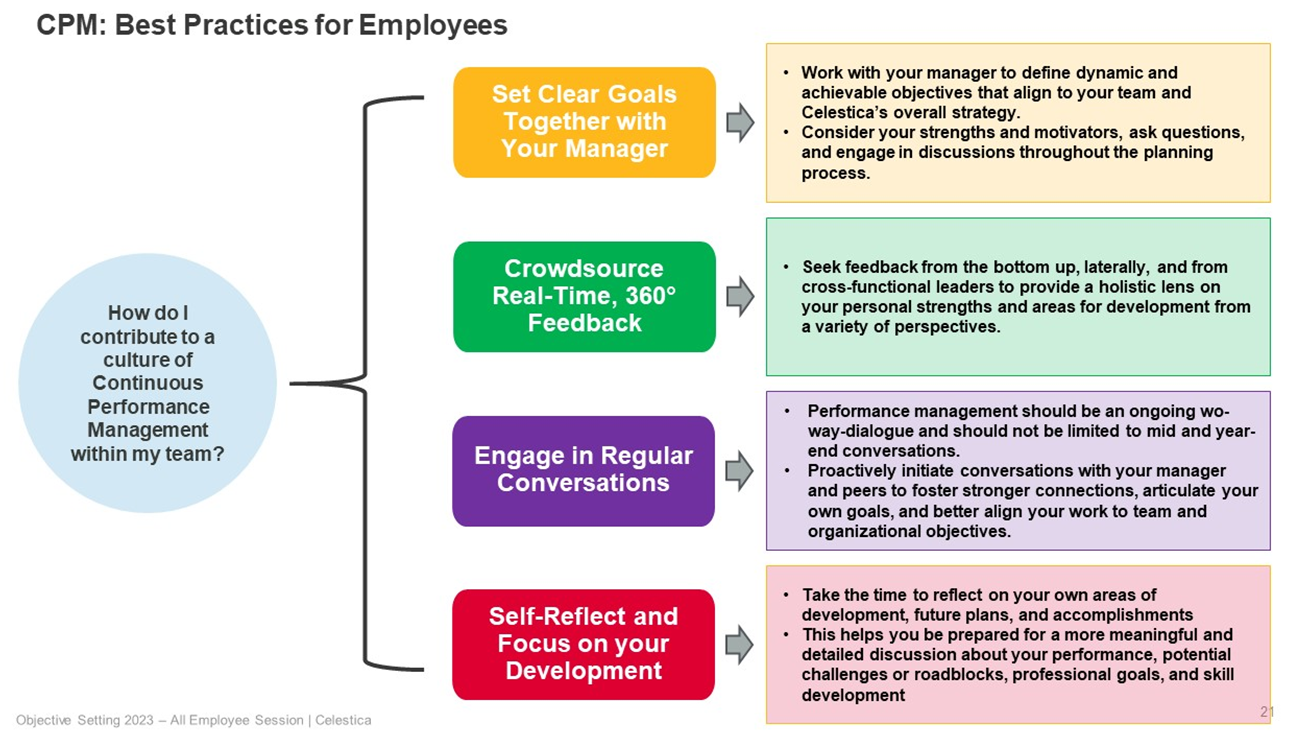 CPM: Best Practices for Employees
How do I
contribute to a
culture of
Continuous
Performance
Management
within my team?
Set Clear Goals
Together with
Your Manager
• Work with your manager to define dynamic and
achievable objectives that align to your team and
Celestica’s overall strategy.
• Consider your strengths and motivators, ask questions,
and engage in discussions throughout the planning
process.
Crowdsource
Real-Time, 360°
Feedback
• Seek feedback from the bottom up, laterally, and from
cross-functional leaders to provide a holistic lens on
your personal strengths and areas for development from
a variety of perspectives.
Engage in Regular
Conversations
• Performance management should be an ongoing wo-
way-dialogue and should not be limited to mid and year-
end conversations.
• Proactively initiate conversations with your manager
and peers to foster stronger connections, articulate your
own goals, and better align your work to team and
organizational objectives.
Self-Reflect and
Focus on your
Development
• Take the time to reflect on your own areas of
development, future plans, and accomplishments
• This helps you be prepared for a more meaningful and
detailed discussion about your performance, potential
challenges or roadblocks, professional goals, and skill
development
Objective Setting 2023 – All Employee Session | Celestica
21